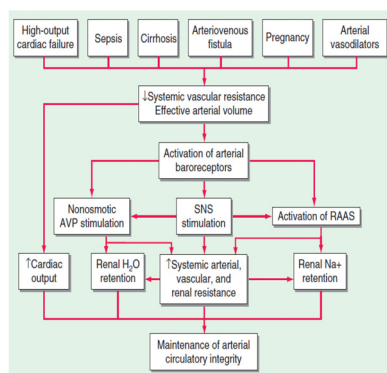 High-output
cardiac failure
Sepsis
Cirrhosis
Arteriovenous
fistula
Pregnancy
Arterial
vasodilators
↓Systemic vascular resistance
Effective arterial volume
Activation of arterial
baroreceptors
Nonosmotic
AVP stimulation
SNS
stimulation
Activation of RAAS
↑Cardiac
output
Renal H₂O
retention
↑Systemic arterial,
vascular, and
renal resistance
Renal Na+
retention
Maintenance of arterial
circulatory integrity